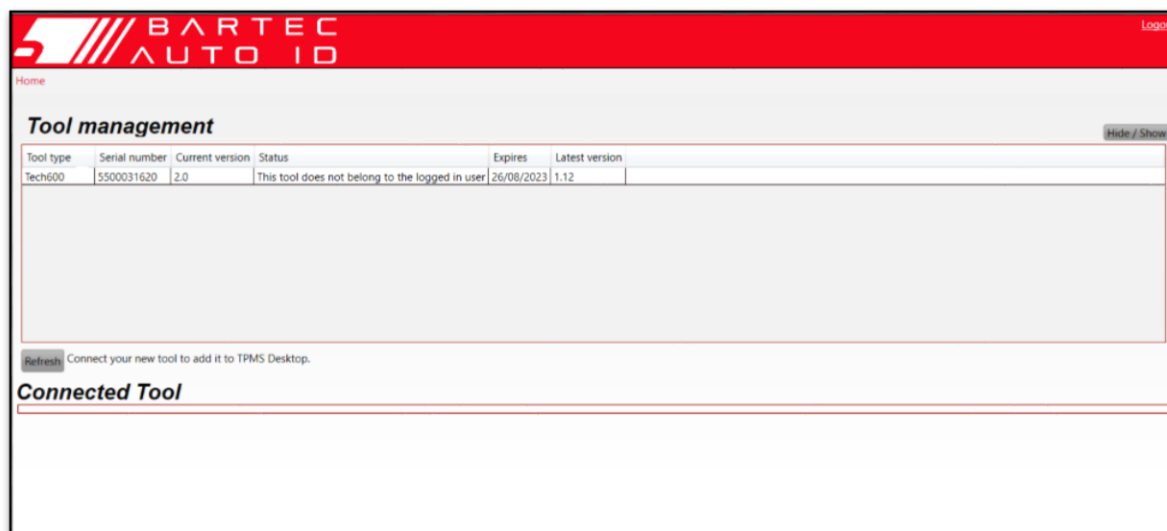 BARTEC
AUTO ID
Home
Tool management
Hide / Show
Tool type Serial number Current version Status Expires Latest version
Tech600 5500031620 2.0 This tool does not belong to the logged in user 26/08/2023 1.12
Refresh Connect your new tool to add it to TPMS Desktop.
Connected Tool